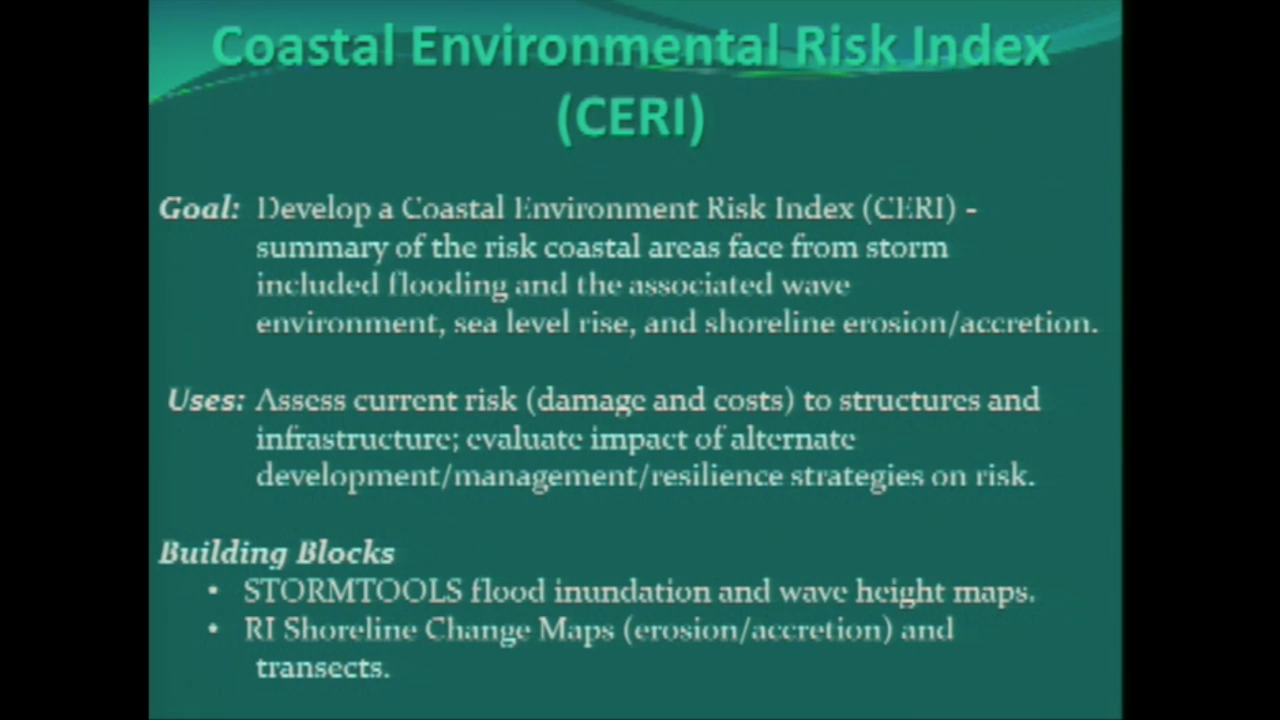 Coastal Environmental Risk Index
(CERI)
Goal: Develop a Coastal Environment Risk Index (CERI) -
summary of the risk coastal areas face from storm
included flooding and the associated wave
environment, sea level rise, and shoreline erosion/accretion.
Uses: Assess current risk (damage and costs) to structures and
infrastructure; evaluate impact of alternate
development/management/resilience strategies on risk.
Building Blocks
• STORMTOOLS flood inundation and wave height maps.
• RI Shoreline Change Maps (erosion/accretion) and
transects.